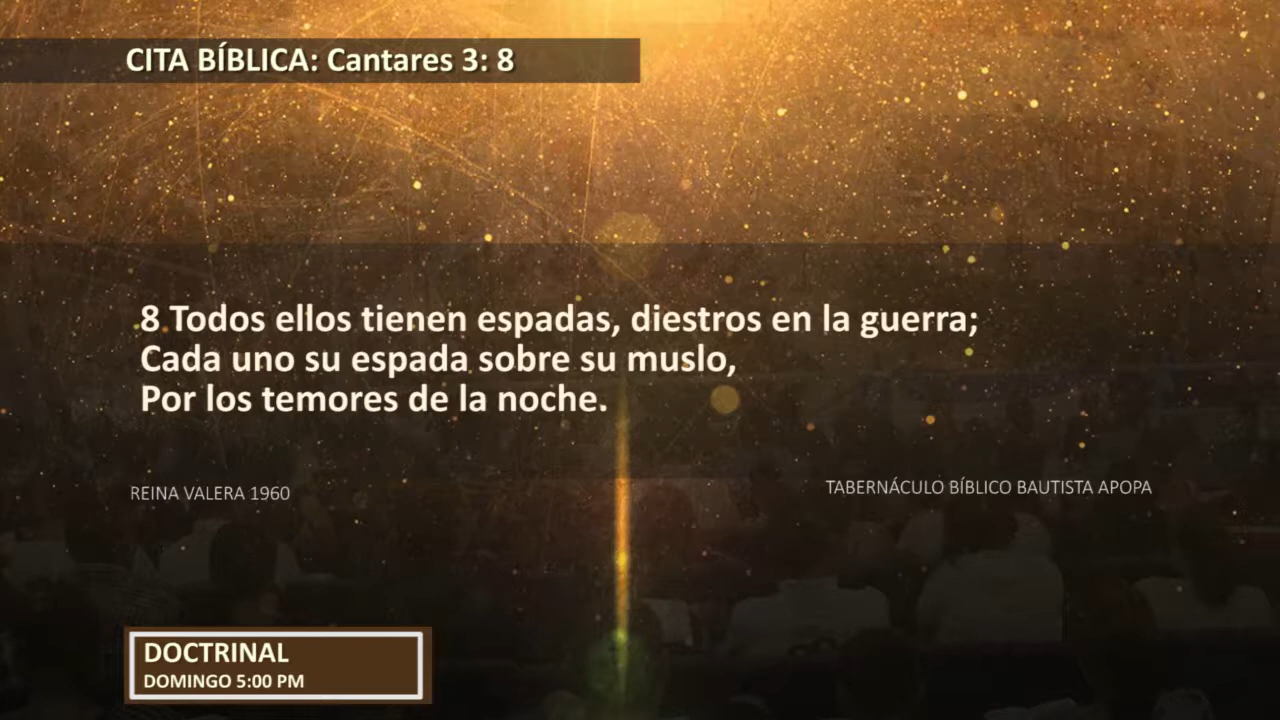 CITA BÍBLICA: Cantares 3: 8
8 Todos ellos tienen espadas, diestros en la guerra;
Cada uno su espada sobre su muslo,
Por los temores de la noche.
REINA VALERA 1960
TABERNÁCULO BÍBLICO BAUTISTA APOPA
DOCTRINAL
DOMINGO 5:00 PM